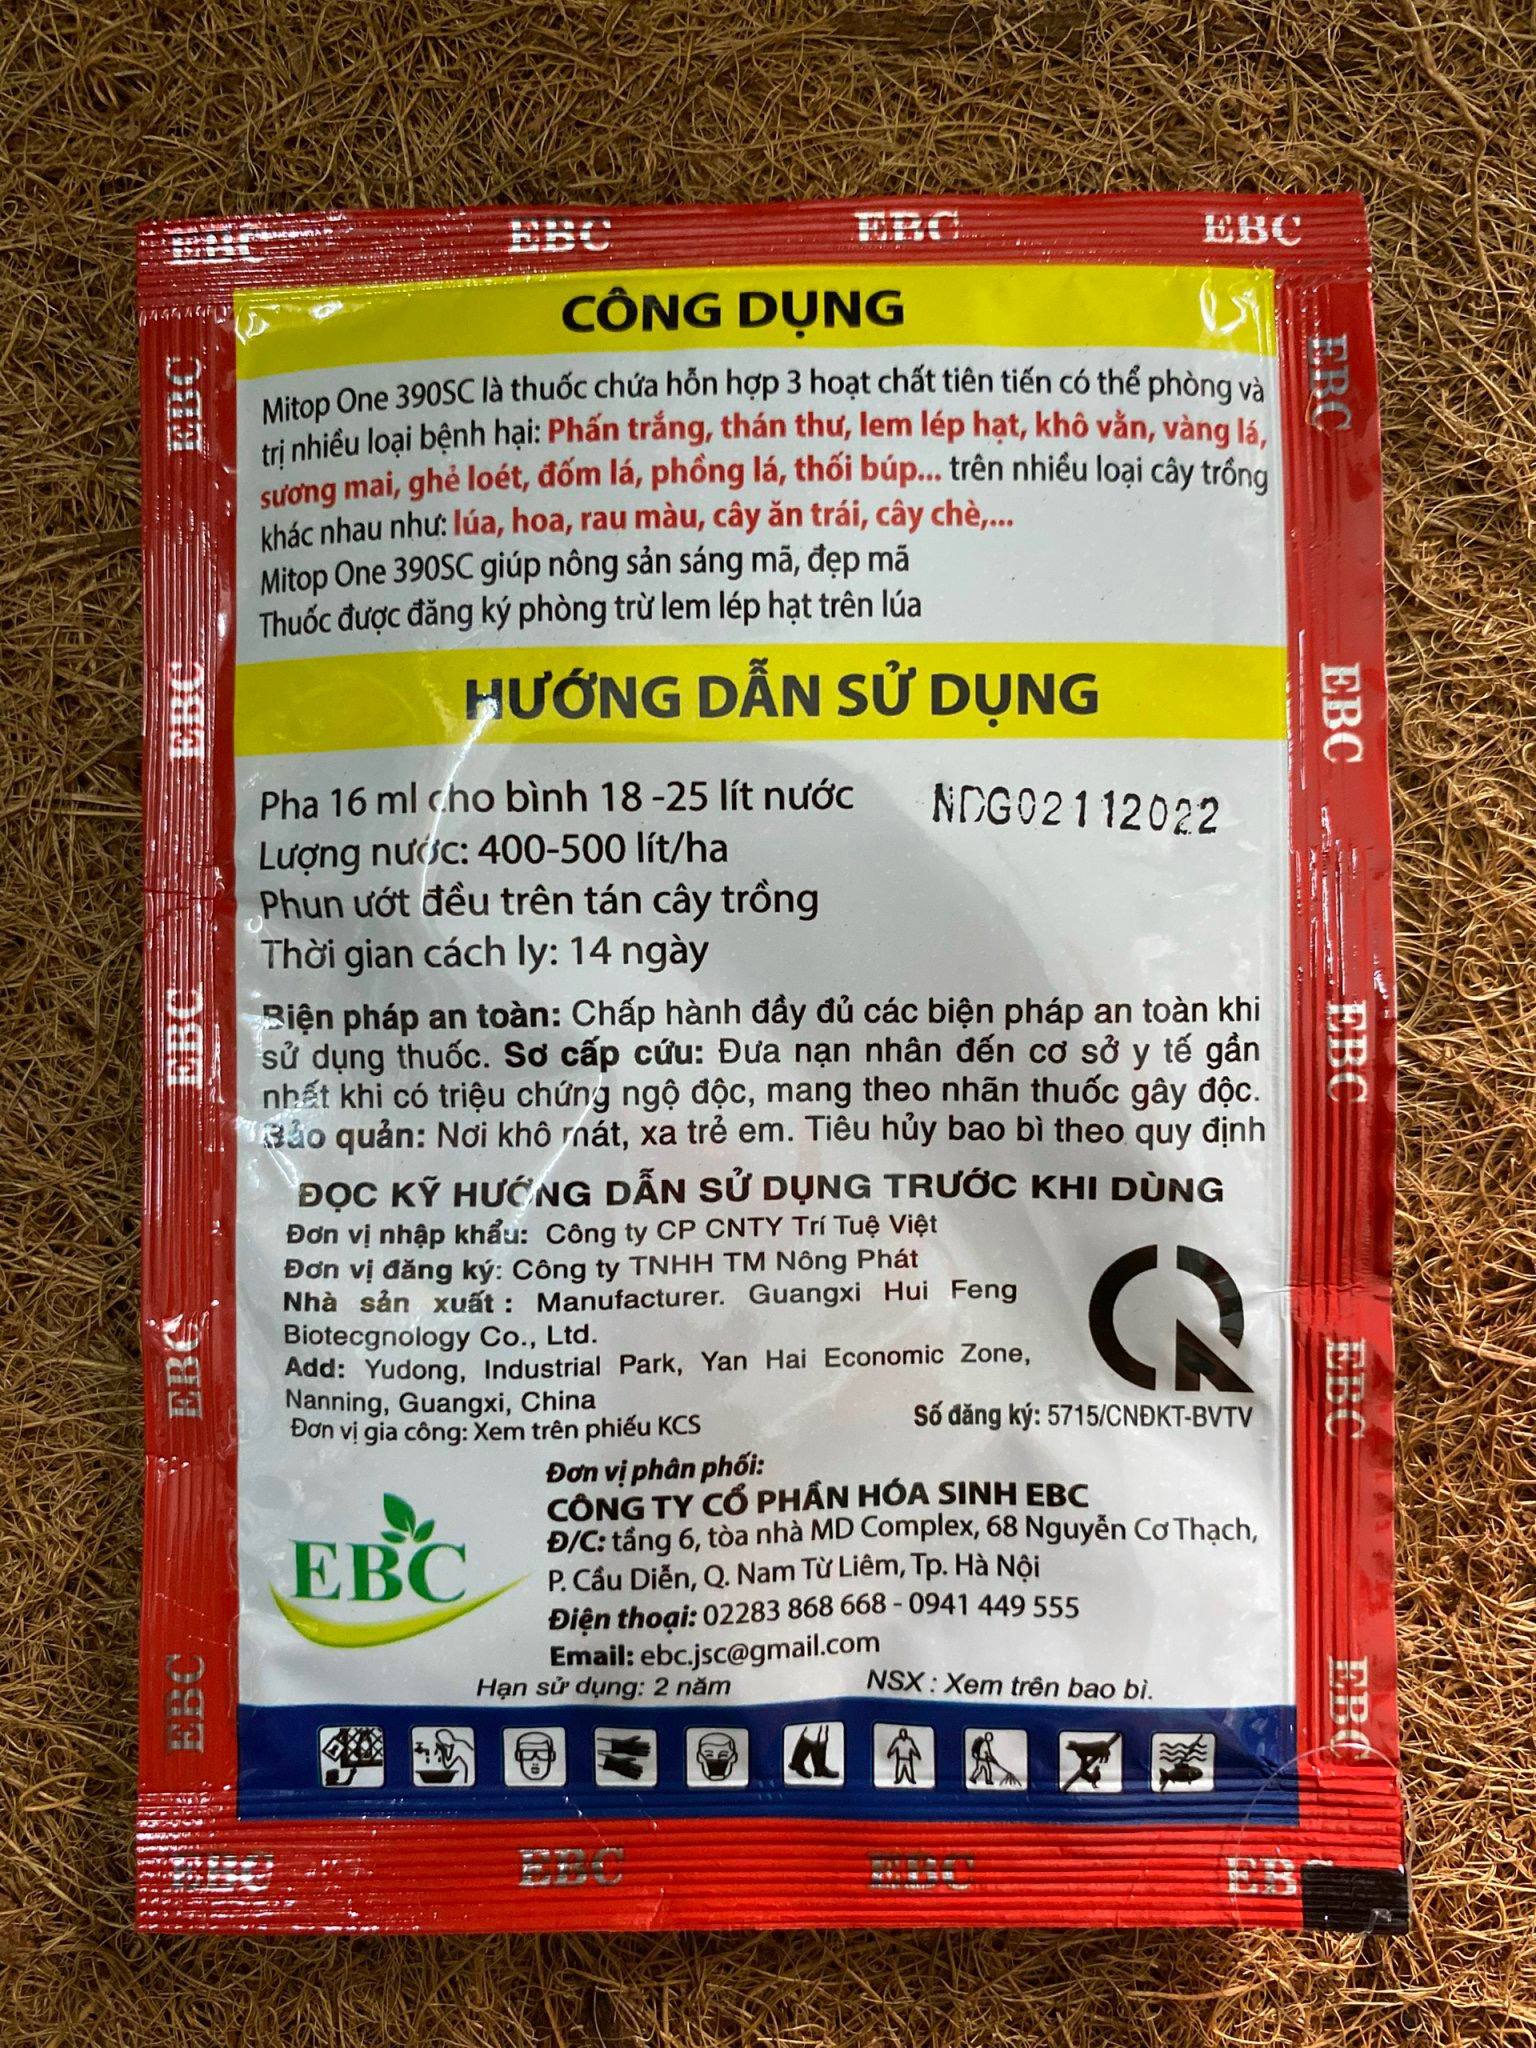 EBC EBC EBC EBC
CÔNG DỤNG
Mitop One 390SC là thuốc chứa hỗn hợp 3 hoạt chất tiên tiến có thể phòng và
trị nhiều loại bệnh hại: Phấn trắng, thán thư, lem lép hạt, khô vằn, vàng lá,
sương mai, ghẻ loét, đốm lá, phồng lá, thối búp... trên nhiều loại cây trồng
khác nhau như: lúa, hoa, rau màu, cây ăn trái, cây chè,...
Mitop One 390SC giúp nông sản sáng mã, đẹp mã
Thuốc được đăng ký phòng trừ lem lép hạt trên lúa
HƯỚNG DẪN SỬ DỤNG
Pha 16 ml cho bình 18 -25 lít nước
NDG02112022
Lượng nước: 400-500 lít/ha
Phun ướt đều trên tán cây trồng
Thời gian cách ly: 14 ngày
Biện pháp an toàn: Chấp hành đầy đủ các biện pháp an toàn khi
sử dụng thuốc. Sơ cấp cứu: Đưa nạn nhân đến cơ sở y tế gần
nhất khi có triệu chứng ngộ độc, mang theo nhãn thuốc gây độc.
Bảo quản: Nơi khô mát, xa trẻ em. Tiêu hủy bao bì theo quy định
ĐỌC KỸ HƯỚNG DẪN SỬ DỤNG TRƯỚC KHI DÙNG
Đơn vị nhập khẩu: Công ty CP CNTY Trí Tuệ Việt
Đơn vị đăng ký: Công ty TNHH TM Nông Phát
Nhà sản xuất : Manufacturer. Guangxi Hui Feng
Biotecgnology Co., Ltd.
Add: Yudong, Industrial Park, Yan Hai Economic Zone,
Nanning, Guangxi, China
Đơn vị gia công: Xem trên phiếu KCS
Số đăng ký: 5715/CNĐKT-BVTV
Đơn vị phân phối:
CÔNG TY CỔ PHẦN HÓA SINH EBC
Đ/C: tầng 6, tòa nhà MD Complex, 68 Nguyễn Cơ Thạch,
P. Cầu Diễn, Q. Nam Từ Liêm, Tp. Hà Nội
Điện thoại: 02283 868 668 - 0941 449 555
Email: ebc.jsc@gmail.com
EBC
Hạn sử dụng: 2 năm
NSX : Xem trên bao bì.
EBC EBC EBC EBC
EBC
EBC
EBC
EBC
EBC
EBC
EBC
EBC
EBC
EBC